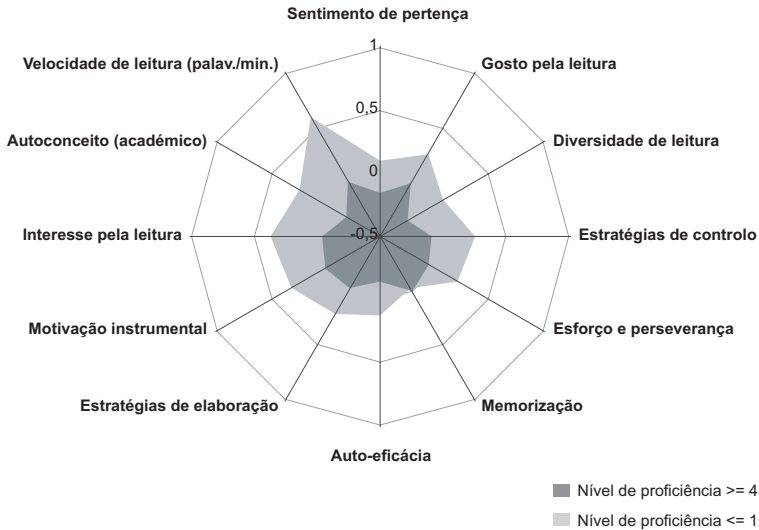 Sentimento de pertença
1
Velocidade de leitura (palav./min.)
Gosto pela leitura
0,5
Autoconceito (académico)
Diversidade de leitura
0
Interesse pela leitura
-0,5
Estratégias de controlo
Motivação instrumental
Esforço e perseverança
Estratégias de elaboração
Memorização
Auto-eficácia
Nível de proficiência >= 4
Nível de proficiência <= 1